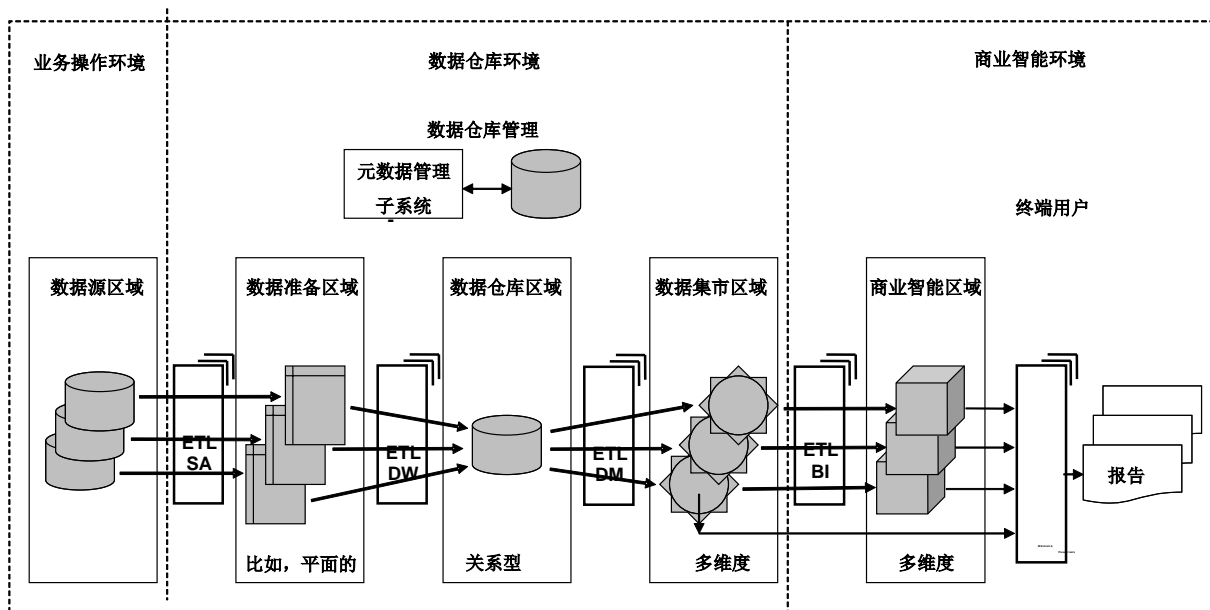 业务操作环境
数据仓库环境
商业智能环境
数据仓库管理
元数据管理
子系统
终端用户
数据源区域
数据准备区域
数据仓库区域
数据集市区域
商业智能区域
ETL
SA
ETL
DW
ETL
DM
ETL
BI
报告
比如，平面的
关系型
多维度
多维度